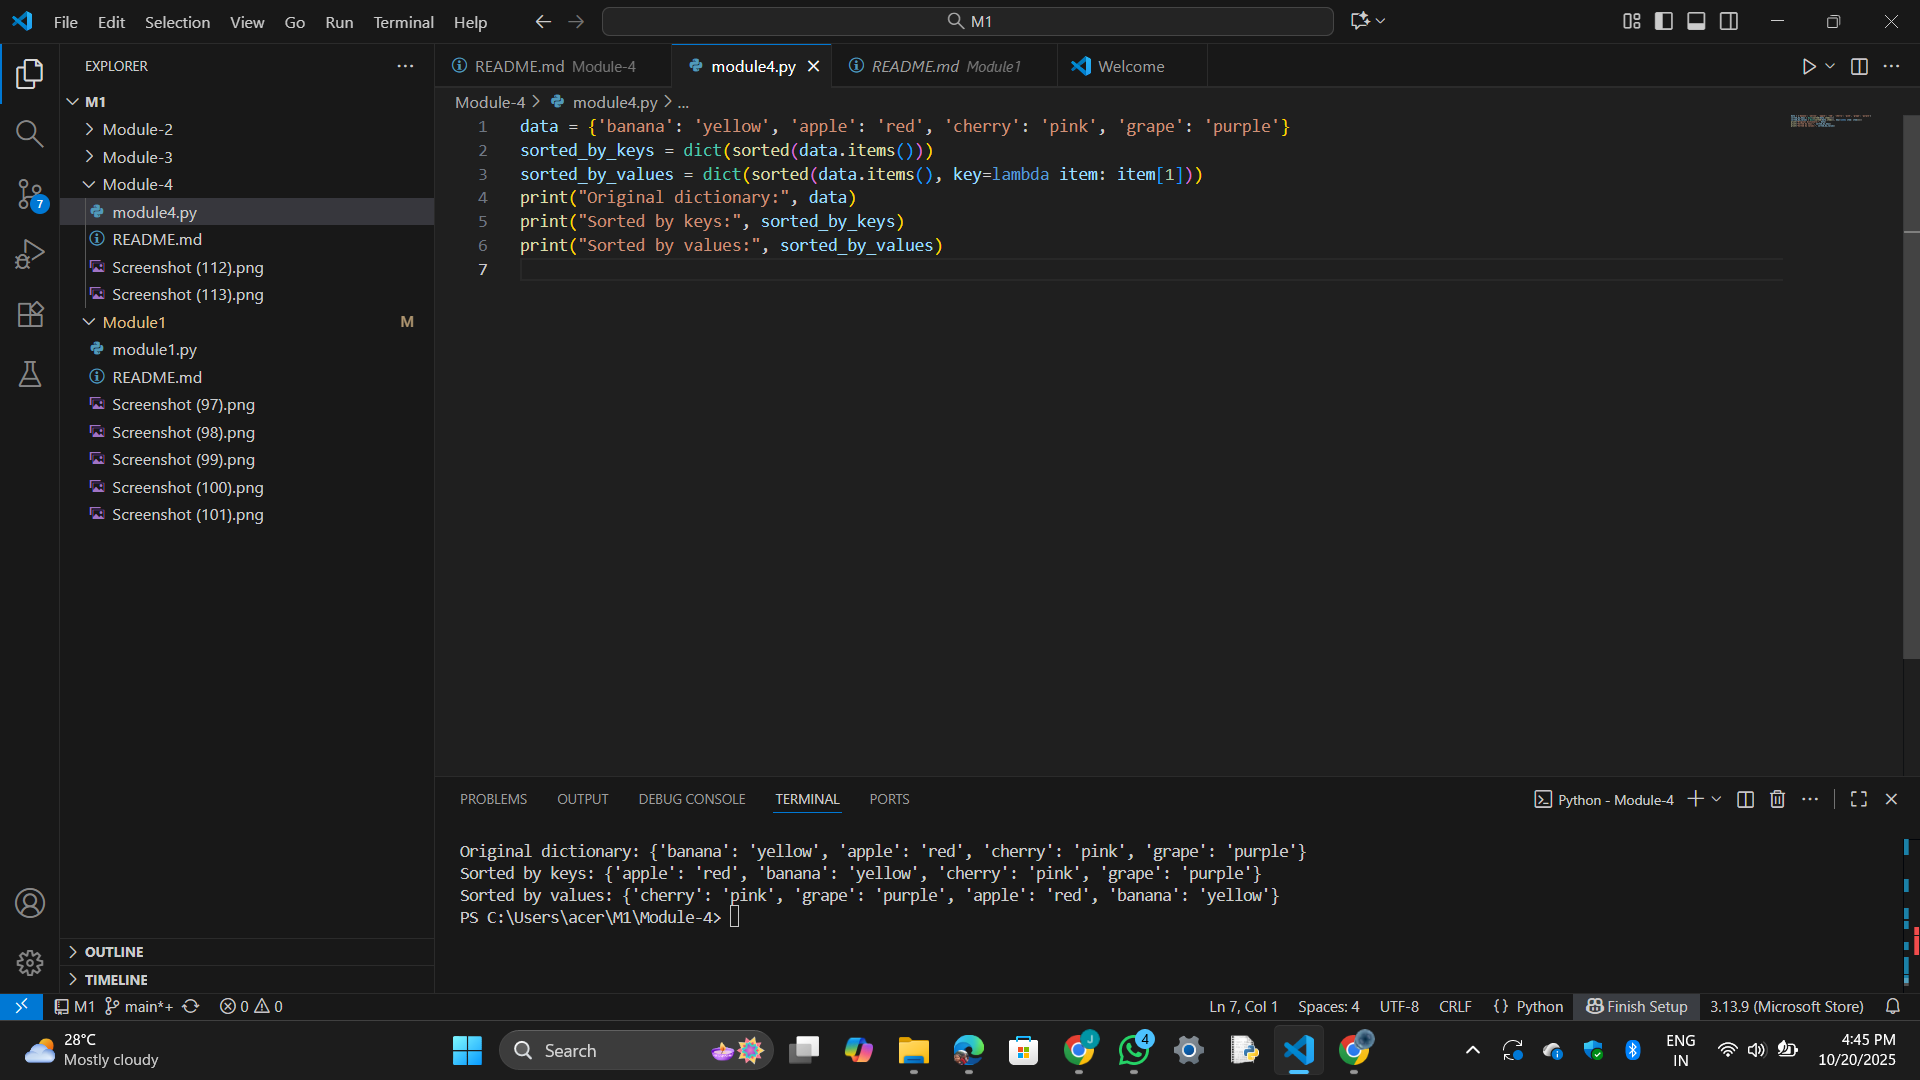 File Edit Selection View Go Run Terminal Help
M1
EXPLORER
M1
Module-2
Module-3
Module-4
module4.py
README.md
Screenshot (112).png
Screenshot (113).png
Module1 M
module1.py
README.md
Screenshot (97).png
Screenshot (98).png
Screenshot (99).png
Screenshot (100).png
Screenshot (101).png
OUTLINE
TIMELINE
7
README.md Module-4 module4.py README.md Module1 Welcome
Module-4 > module4.py > ...
1 data = {'banana': 'yellow', 'apple': 'red', 'cherry': 'pink', 'grape': 'purple'}
2 sorted_by_keys = dict(sorted(data.items()))
3 sorted_by_values = dict(sorted(data.items(), key=lambda item: item[1]))
4 print("Original dictionary:", data)
5 print("Sorted by keys:", sorted_by_keys)
6 print("Sorted by values:", sorted_by_values)
7
PROBLEMS OUTPUT DEBUG CONSOLE TERMINAL PORTS
Python - Module-4
Original dictionary: {'banana': 'yellow', 'apple': 'red', 'cherry': 'pink', 'grape': 'purple'}
Sorted by keys: {'apple': 'red', 'banana': 'yellow', 'cherry': 'pink', 'grape': 'purple'}
Sorted by values: {'cherry': 'pink', 'grape': 'purple', 'apple': 'red', 'banana': 'yellow'}
PS C:\Users\acer\M1\Module-4>
M1 main*+ 0 0 Ln 7, Col 1 Spaces: 4 UTF-8 CRLF {} Python Finish Setup 3.13.9 (Microsoft Store)
28°C
Mostly cloudy
Search
J
4
ENG
IN
4:45 PM
10/20/2025